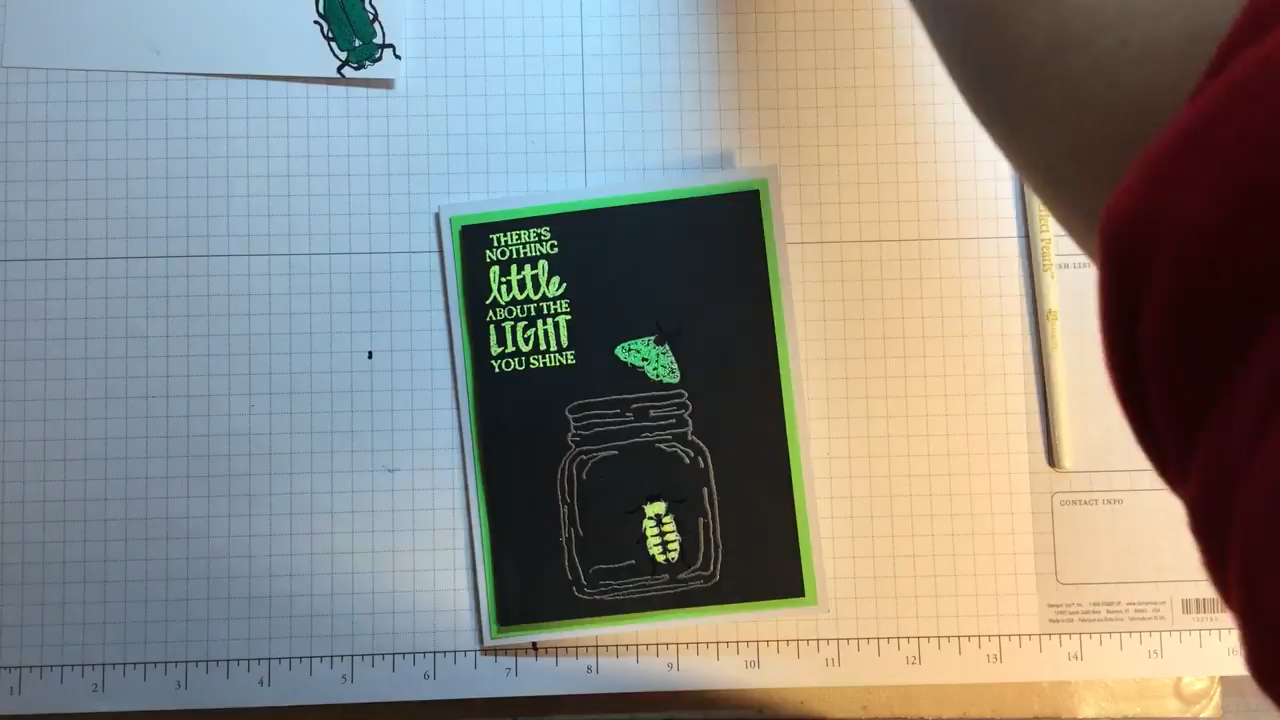 THERE'S
NOTHING
little
ABOUT THE
LIGHT
YOU SHINE
CONTACT INFO
1 2 3 4 5 6 7 8 9 10 11 12 13 14 15 16